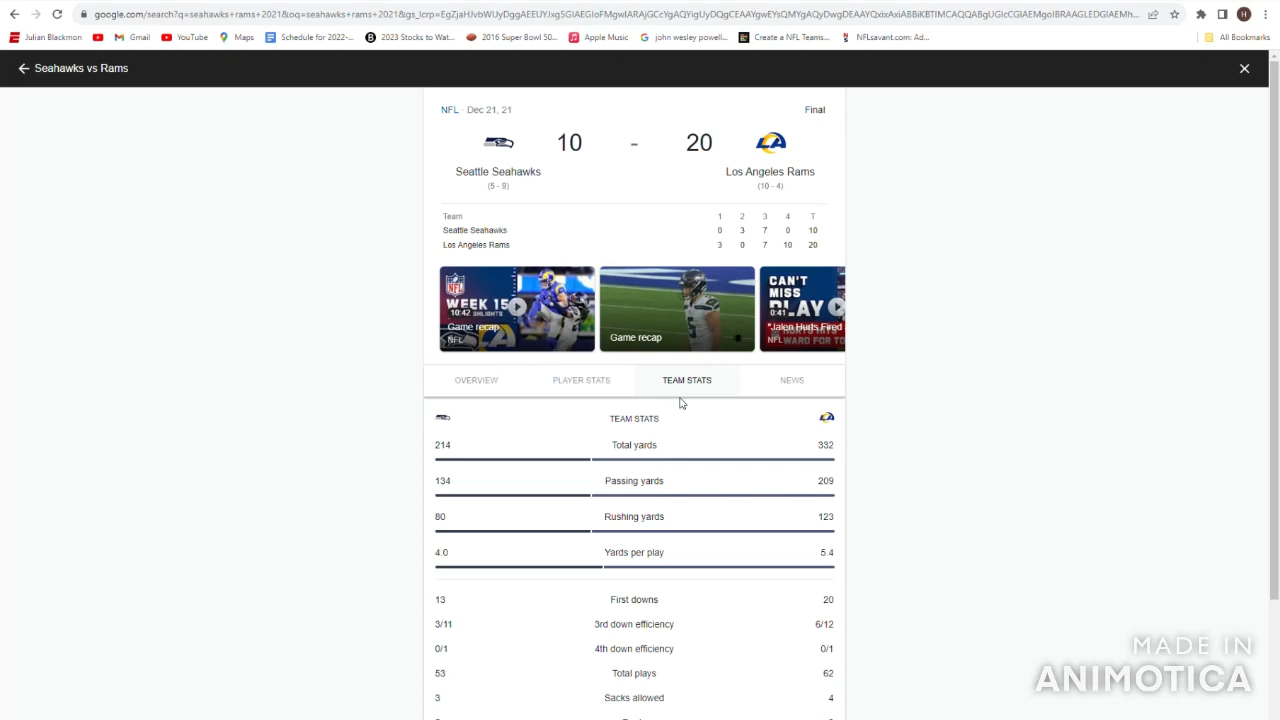 google.com/search?q=seahawks+rams+2021&oq=seahawks+rams+2021&gs_lcrp=
Julian Blackmon Gmail YouTube Maps Schedule for 2022-... 2023 Stocks to Wat... 2016 Super Bowl 50... Apple Music john wesley powell... Create a NFL Teams... NFLsavant.com: Ad... All Bookmarks
Seahawks vs Rams
NFL · Dec 21, 21 Final
10 - 20
Seattle Seahawks Los Angeles Rams
(5 - 9) (10 - 4)
Team 1 2 3 4 T
Seattle Seahawks 0 3 7 0 10
Los Angeles Rams 3 0 7 10 20
NFL WEEK 15
10:42
Game recap
NFL
Game recap
CAN'T
MISS
PLAY
0:41
"Jalen Hurts Fired
NFL
OVERVIEW PLAYER STATS TEAM STATS NEWS
TEAM STATS
214 Total yards 332
134 Passing yards 209
80 Rushing yards 123
4.0 Yards per play 5.4
13 First downs 20
3/11 3rd down efficiency 6/12
0/1 4th down efficiency 0/1
53 Total plays 62
3 Sacks allowed 4
MADE IN
ANIMOTICA